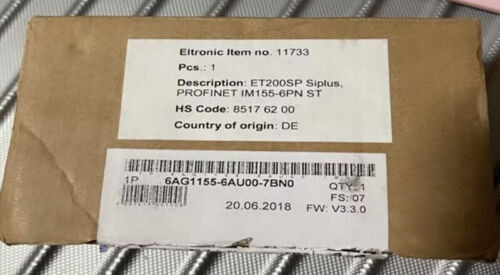 Eltronic Item no. 11733
Pcs.: 1
Description: ET200SP Siplus,
PROFINET IM155-6PN ST
HS Code: 8517 62 00
Country of origin: DE
1P 6AG1155-6AU00-7BN0
QTY: 1
FS: 07
20.06.2018 FW: V3.3.0